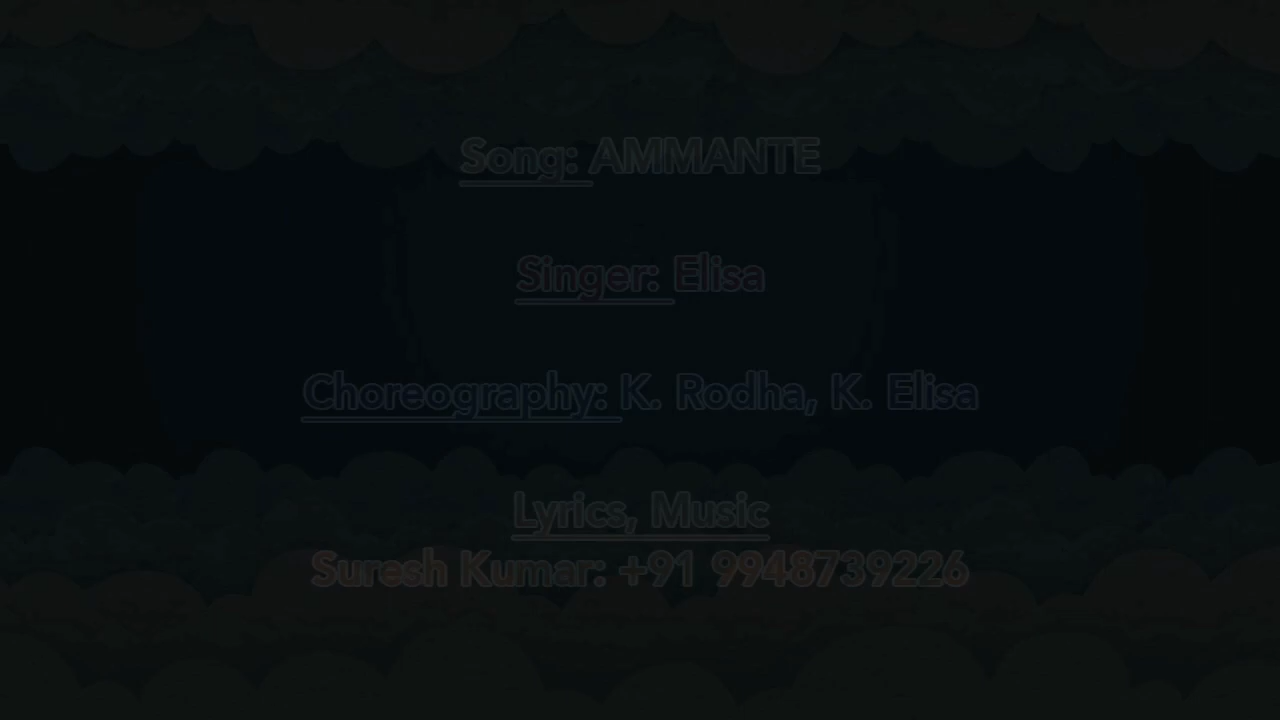 Song: AMMANTE
Singer: Elisa
Choreography: K. Rodha, K. Elisa
Lyrics, Music
Suresh Kumar: +91 9948739226